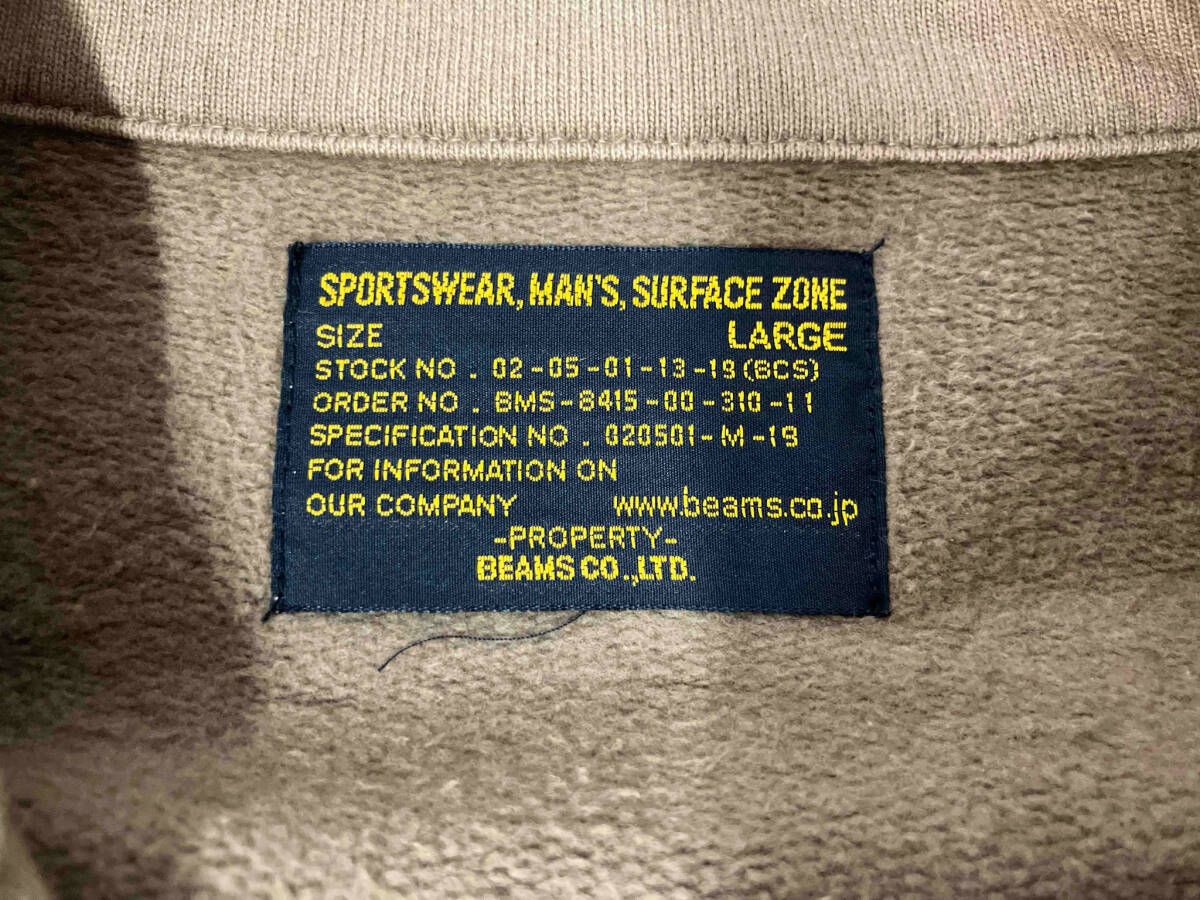 SPORTSWEAR, MAN'S, SURFACE ZONE
SIZE LARGE
STOCK NO. 02-05-01-13-19 (BCS)
ORDER NO. BMS-8415-00-310-11
SPECIFICATION NO. 020501-M-19
FOR INFORMATION ON
OUR COMPANY www.beams.co.jp
-PROPERTY-
BEAMS CO.,LTD.